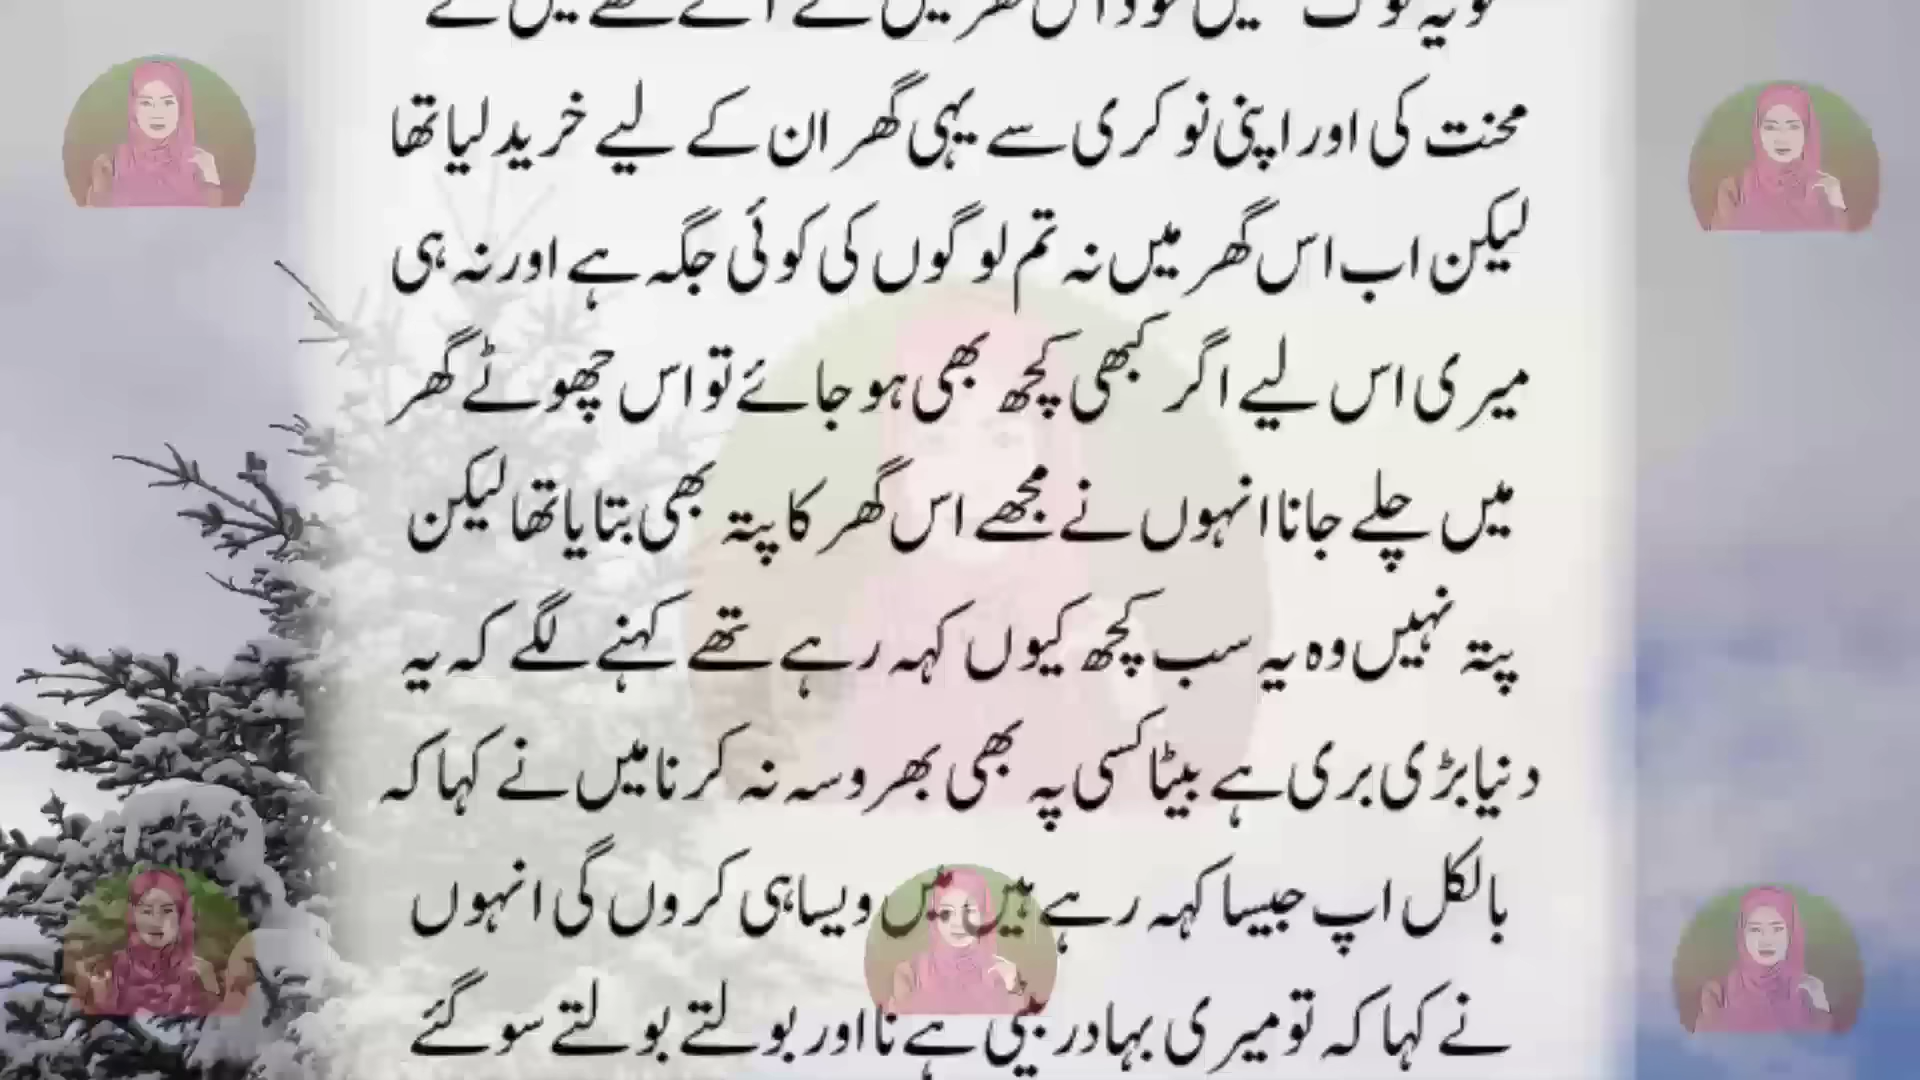 محنت کی اور اپنی نوکری سے یہی گھر ان کے لیے خرید لیا تھا
لیکن اب اس گھر میں نہ تم لوگوں کی کوئی جگہ ہے اور نہ ہی
میری اس لیے اگر کبھی کچھ بھی ہو جائے تو اس چھوٹے گھر
میں چلے جانا انہوں نے مجھے اس گھر کا پتہ بھی بتایا تھا لیکن
پتہ نہیں وہ یہ سب کچھ کیوں کہہ رہے تھے کہنے لگے کہ یہ
دنیا بڑی بری ہے بیٹا کسی پہ بھی بھروسہ نہ کرنا میں نے کہا کہ
بالکل اپ جیسا کہہ رہے ہیں میں ویسا ہی کروں گی انہوں
نے کہا کہ تو میری بہادر بیٹی ہے نا اور بولتے بولتے سو گئے